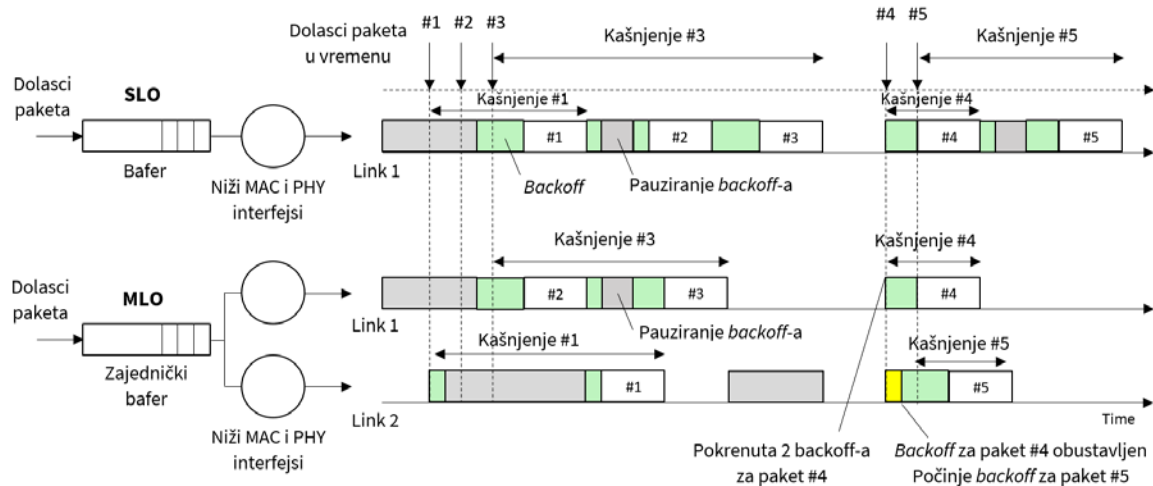 #1 #2 #3
Dolasci paketa
u vremenu
Kašnjenje #3
#4 #5
Kašnjenje #5
Dolasci
paketa
SLO
Bafer
Niži MAC i PHY
interfejsi
Kašnjenje #1
Kašnjenje #4
#1
#2
#3
#4
#5
Link 1
Backoff
Pauziranje backoff-a
Dolasci
paketa
MLO
Zajednički
bafer
Niži MAC i PHY
interfejsi
Kašnjenje #3
Kašnjenje #4
#2
#3
#4
Link 1
Pauziranje backoff-a
Kašnjenje #1
Kašnjenje #5
#1
#5
Link 2
Time
Pokrenuta 2 backoff-a
za paket #4
Backoff za paket #4 obustavljen
Počinje backoff za paket #5